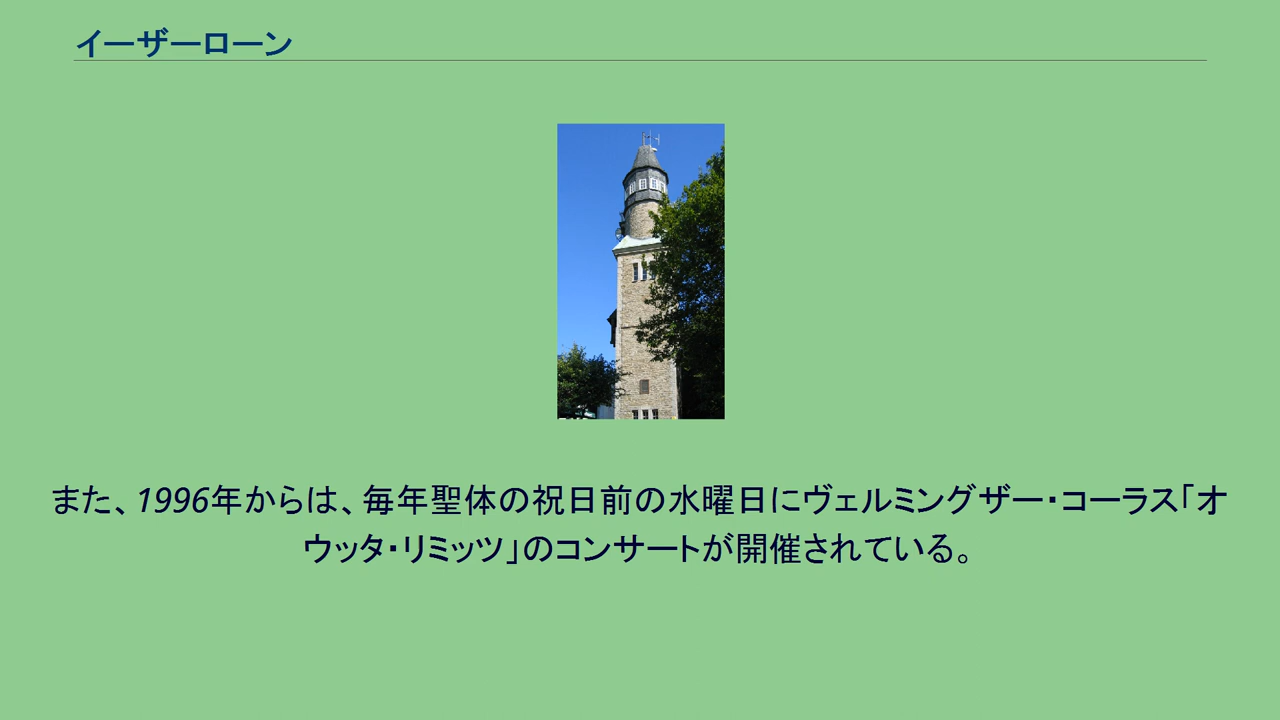 イーザーローン
また、1996年からは、毎年聖体の祝日前の水曜日にヴェルミングザー・コーラス「オ
ウッタ・リミッツ」のコンサートが開催されている。